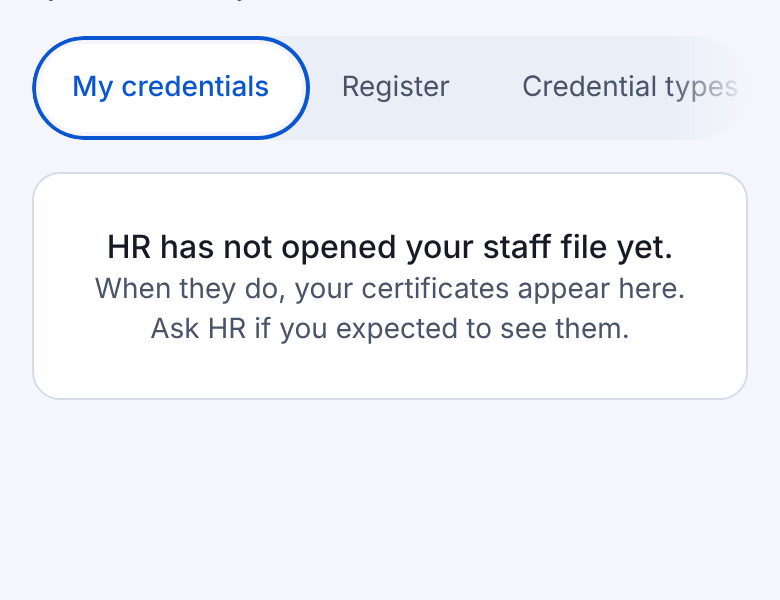 My credentials
Register
Credential types
HR has not opened your staff file yet.
When they do, your certificates appear here.
Ask HR if you expected to see them.